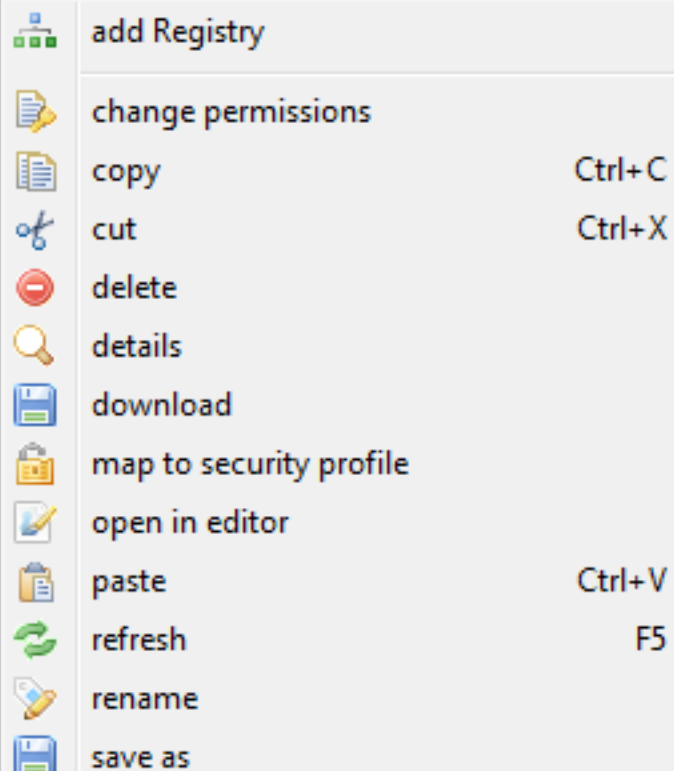 add Registry
change permissions
copy Ctrl+C
cut Ctrl+X
delete
details
download
map to security profile
open in editor
paste Ctrl+V
refresh F5
rename
save as